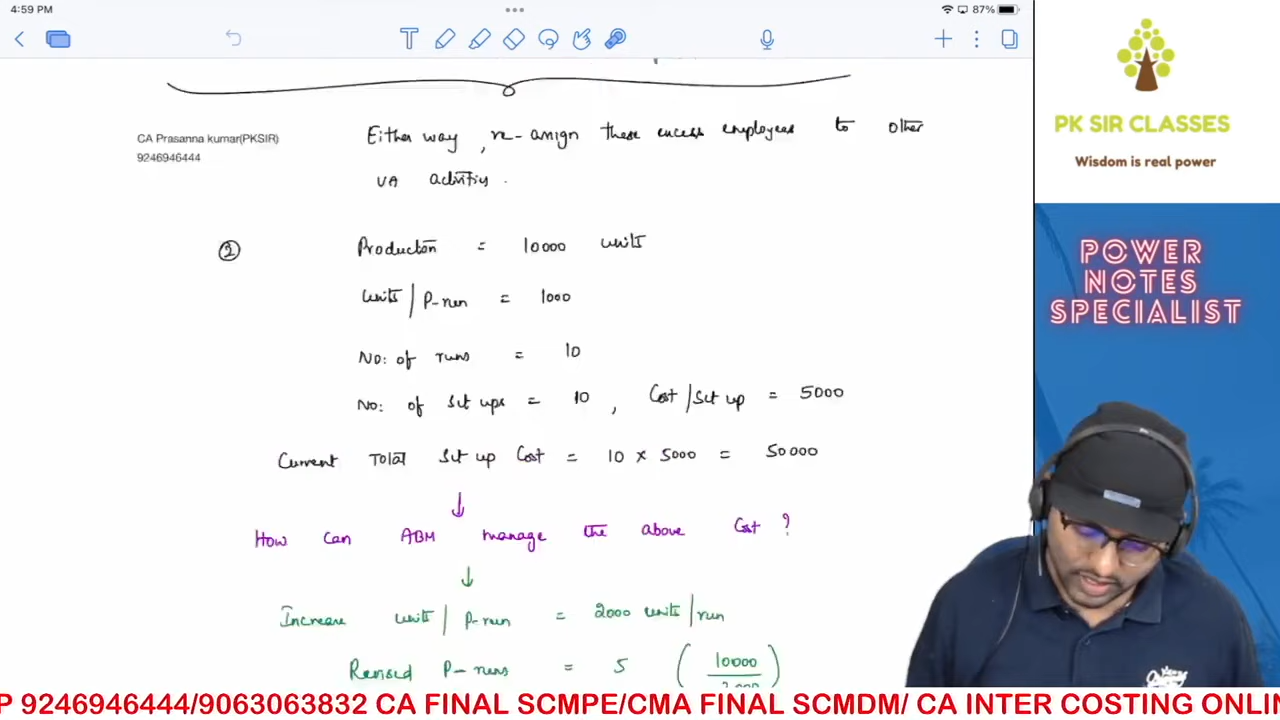 4:59 PM
87%
CA Prasanna kumar(PKSIR)
9246946444
Either way, re-assign these excess employees to other
VA activities.
②
Production = 10000 units
units/P-run = 1000
No: of runs = 10
No: of set ups = 10, Cost/Set up = 5000
Current Total Set up Cost = 10 × 5000 = 50000
↓
How can ABM manage the above Cost?
↓
Increase units/P-run = 2000 units/run
Revised P-runs = 5 (10000
PK SIR CLASSES
Wisdom is real power
POWER
NOTES
SPECIALIST
P 9246946444/9063063832 CA FINAL SCMPE/CMA FINAL SCMDM/ CA INTER COSTING ONLI